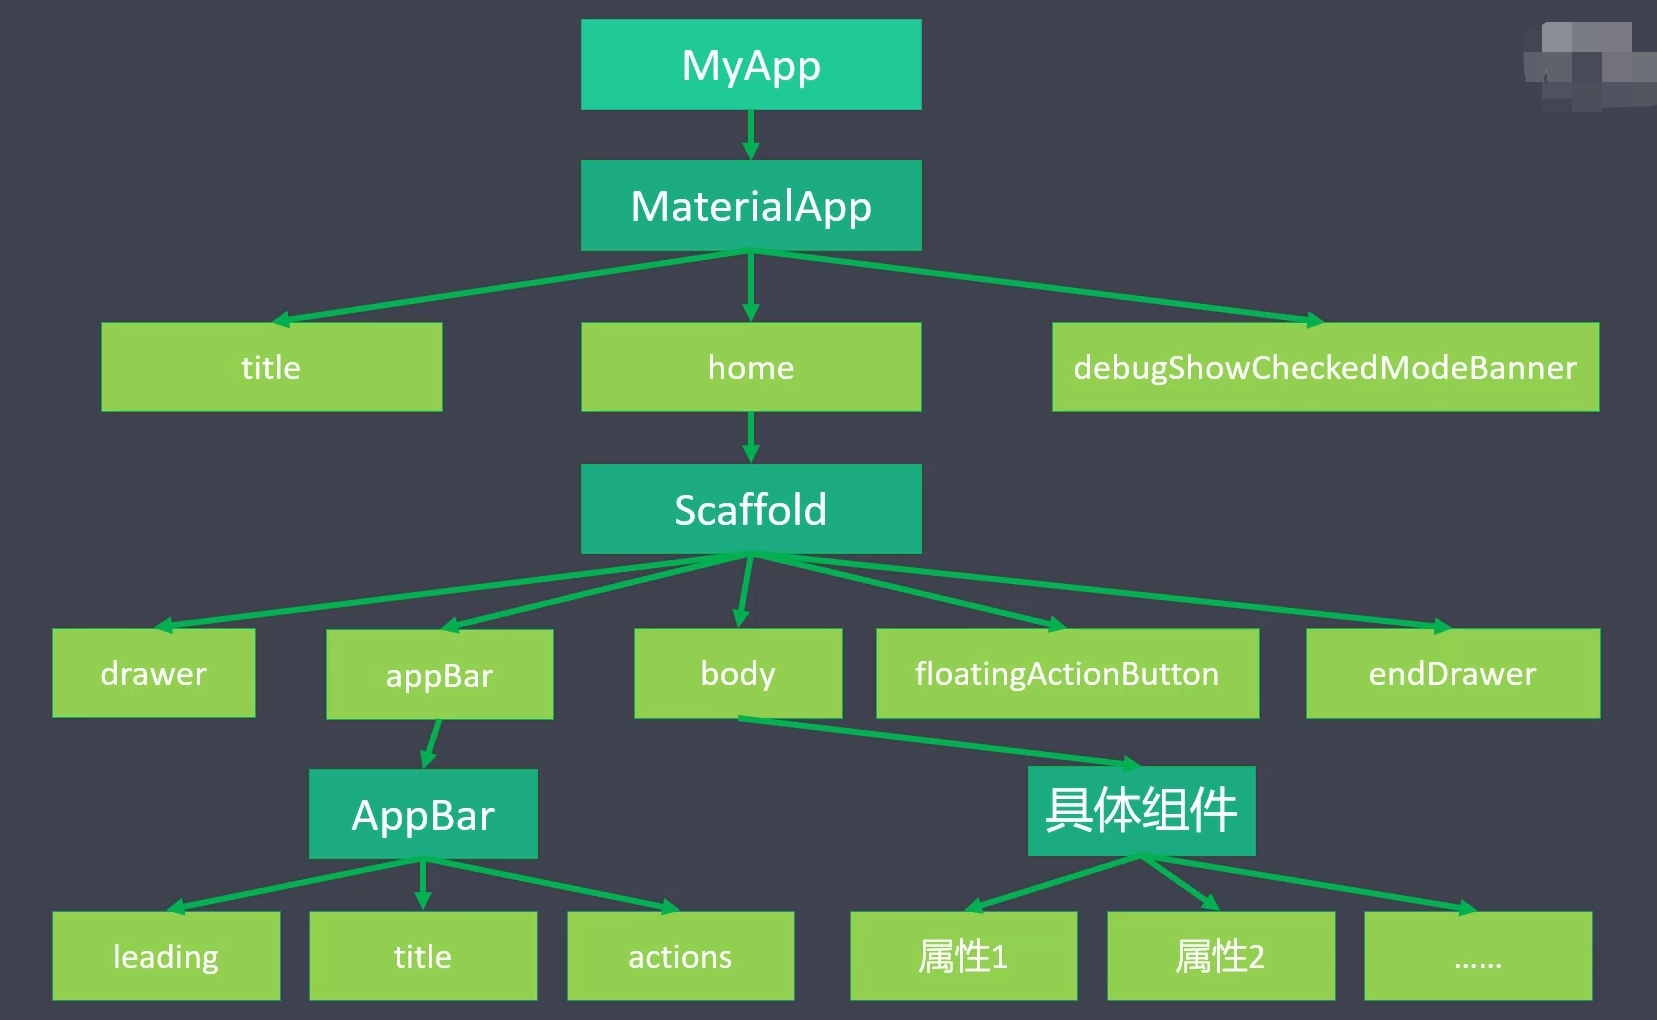 MyApp
MaterialApp
title
home
debugShowCheckedModeBanner
Scaffold
drawer
appBar
body
floatingActionButton
endDrawer
AppBar
具体组件
leading
title
actions
属性1
属性2
……